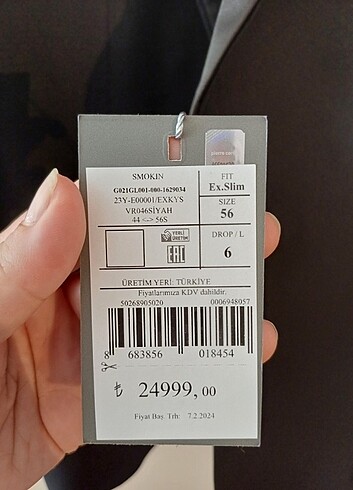 SMOKIN
G021GL001-000-1629034
23Y-E00001/EXKYS
VR046SİYAH
44 <-> 56S
FIT
Ex.Slim
SIZE
56
DROP / L
6
YERLİ
ÜRETİM
EAC
ÜRETİM YERİ: TÜRKİYE
Fiyatlarımıza KDV dahildir.
50268905020 0006948057
8 683856 018454
₺ 24999,00
Fiyat Baş. Trh: 7.2.2024